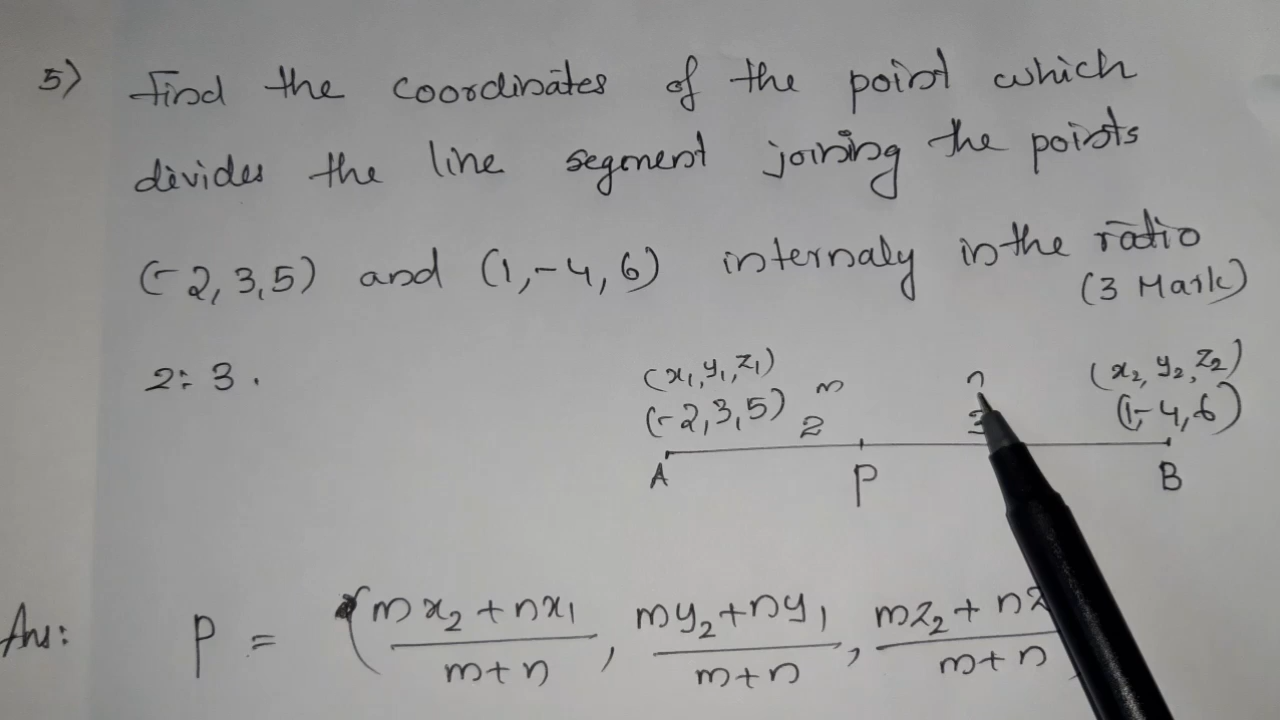 5) Find the coordinates of the point which
divides the line segment joining the points
(-2,3,5) and (1,-4,6) internaly in the ratio
(3 Mark)
2:3.
(x₁,y₁,z₁) m n (x₂,y₂,z₂)
(-2,3,5) 2 3 (1,-4,6)
A P B
Ans: P = (mx₂+nx₁/m+n, my₂+ny₁/m+n, mz₂+nz/m+n